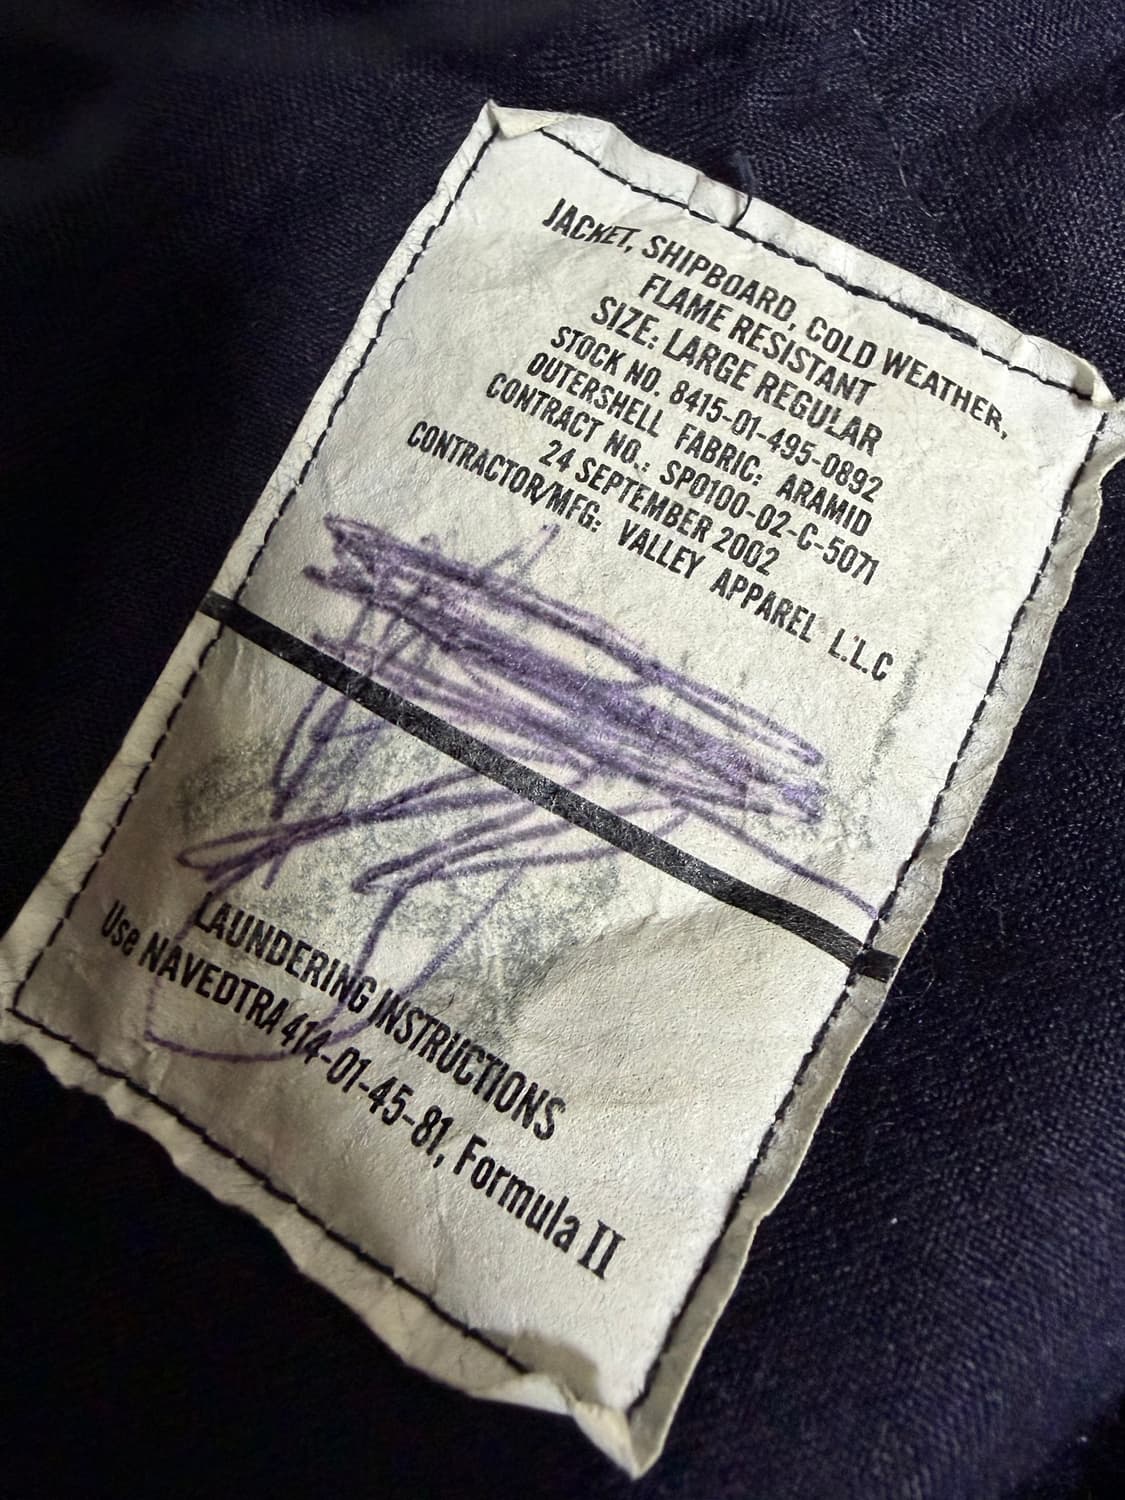 JACKET, SHIPBOARD, COLD WEATHER,
FLAME RESISTANT
SIZE: LARGE REGULAR
STOCK NO. 8415-01-495-0892
OUTERSHELL FABRIC: ARAMID
CONTRACT NO.: SP0100-02-C-5071
24 SEPTEMBER 2002
CONTRACTOR/MFG: VALLEY APPAREL L.L.C
LAUNDERING INSTRUCTIONS
Use NAVEDTRA 414-01-45-81, Formula II